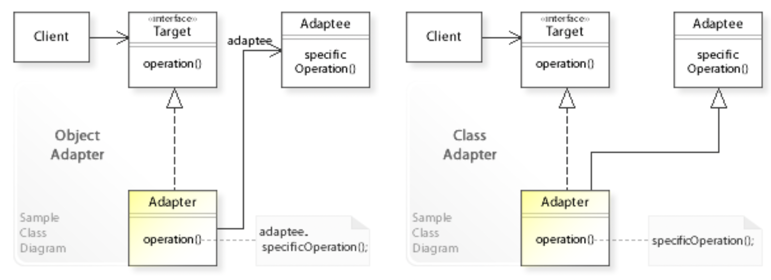 Client
«interface»
Target
operation()
adaptee
Adaptee
specific
Operation()
Object
Adapter
Adapter
operation()
adaptee.
specificOperation();
Sample
Class
Diagram
Client
«interface»
Target
operation()
Adaptee
specific
Operation()
Class
Adapter
Adapter
operation()
specificOperation();
Sample
Class
Diagram